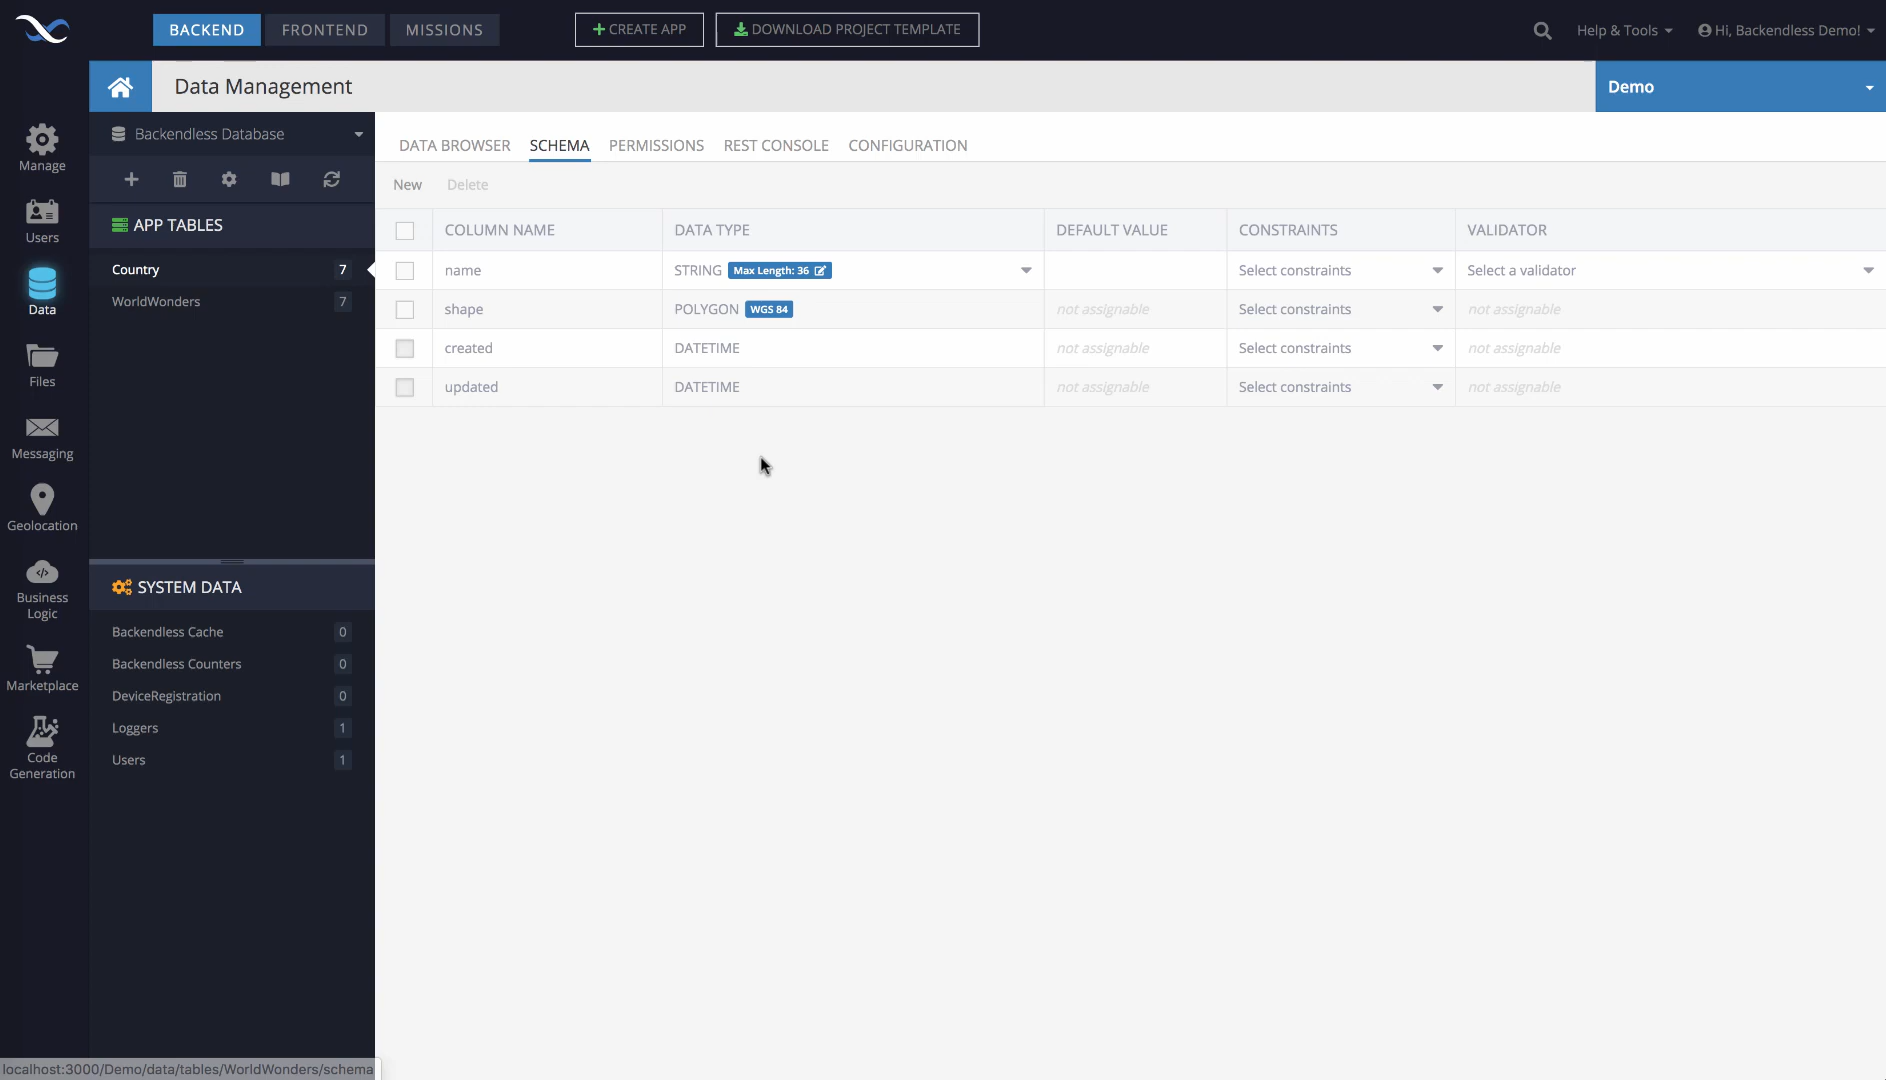 BACKEND FRONTEND MISSIONS CREATE APP DOWNLOAD PROJECT TEMPLATE Help & Tools Hi, Backendless Demo!
Data Management Demo
Manage
Users
Data
Files
Messaging
Geolocation
Business
Logic
Marketplace
Code
Generation
Backendless Database
APP TABLES
Country 7
WorldWonders 7
SYSTEM DATA
Backendless Cache 0
Backendless Counters 0
DeviceRegistration 0
Loggers 1
Users 1
DATA BROWSER SCHEMA PERMISSIONS REST CONSOLE CONFIGURATION
New Delete
COLUMN NAME DATA TYPE DEFAULT VALUE CONSTRAINTS VALIDATOR
name STRING Max Length: 36 Select constraints Select a validator
shape POLYGON WGS 84 not assignable Select constraints not assignable
created DATETIME not assignable Select constraints not assignable
updated DATETIME not assignable Select constraints not assignable
localhost:3000/Demo/data/tables/WorldWonders/schema